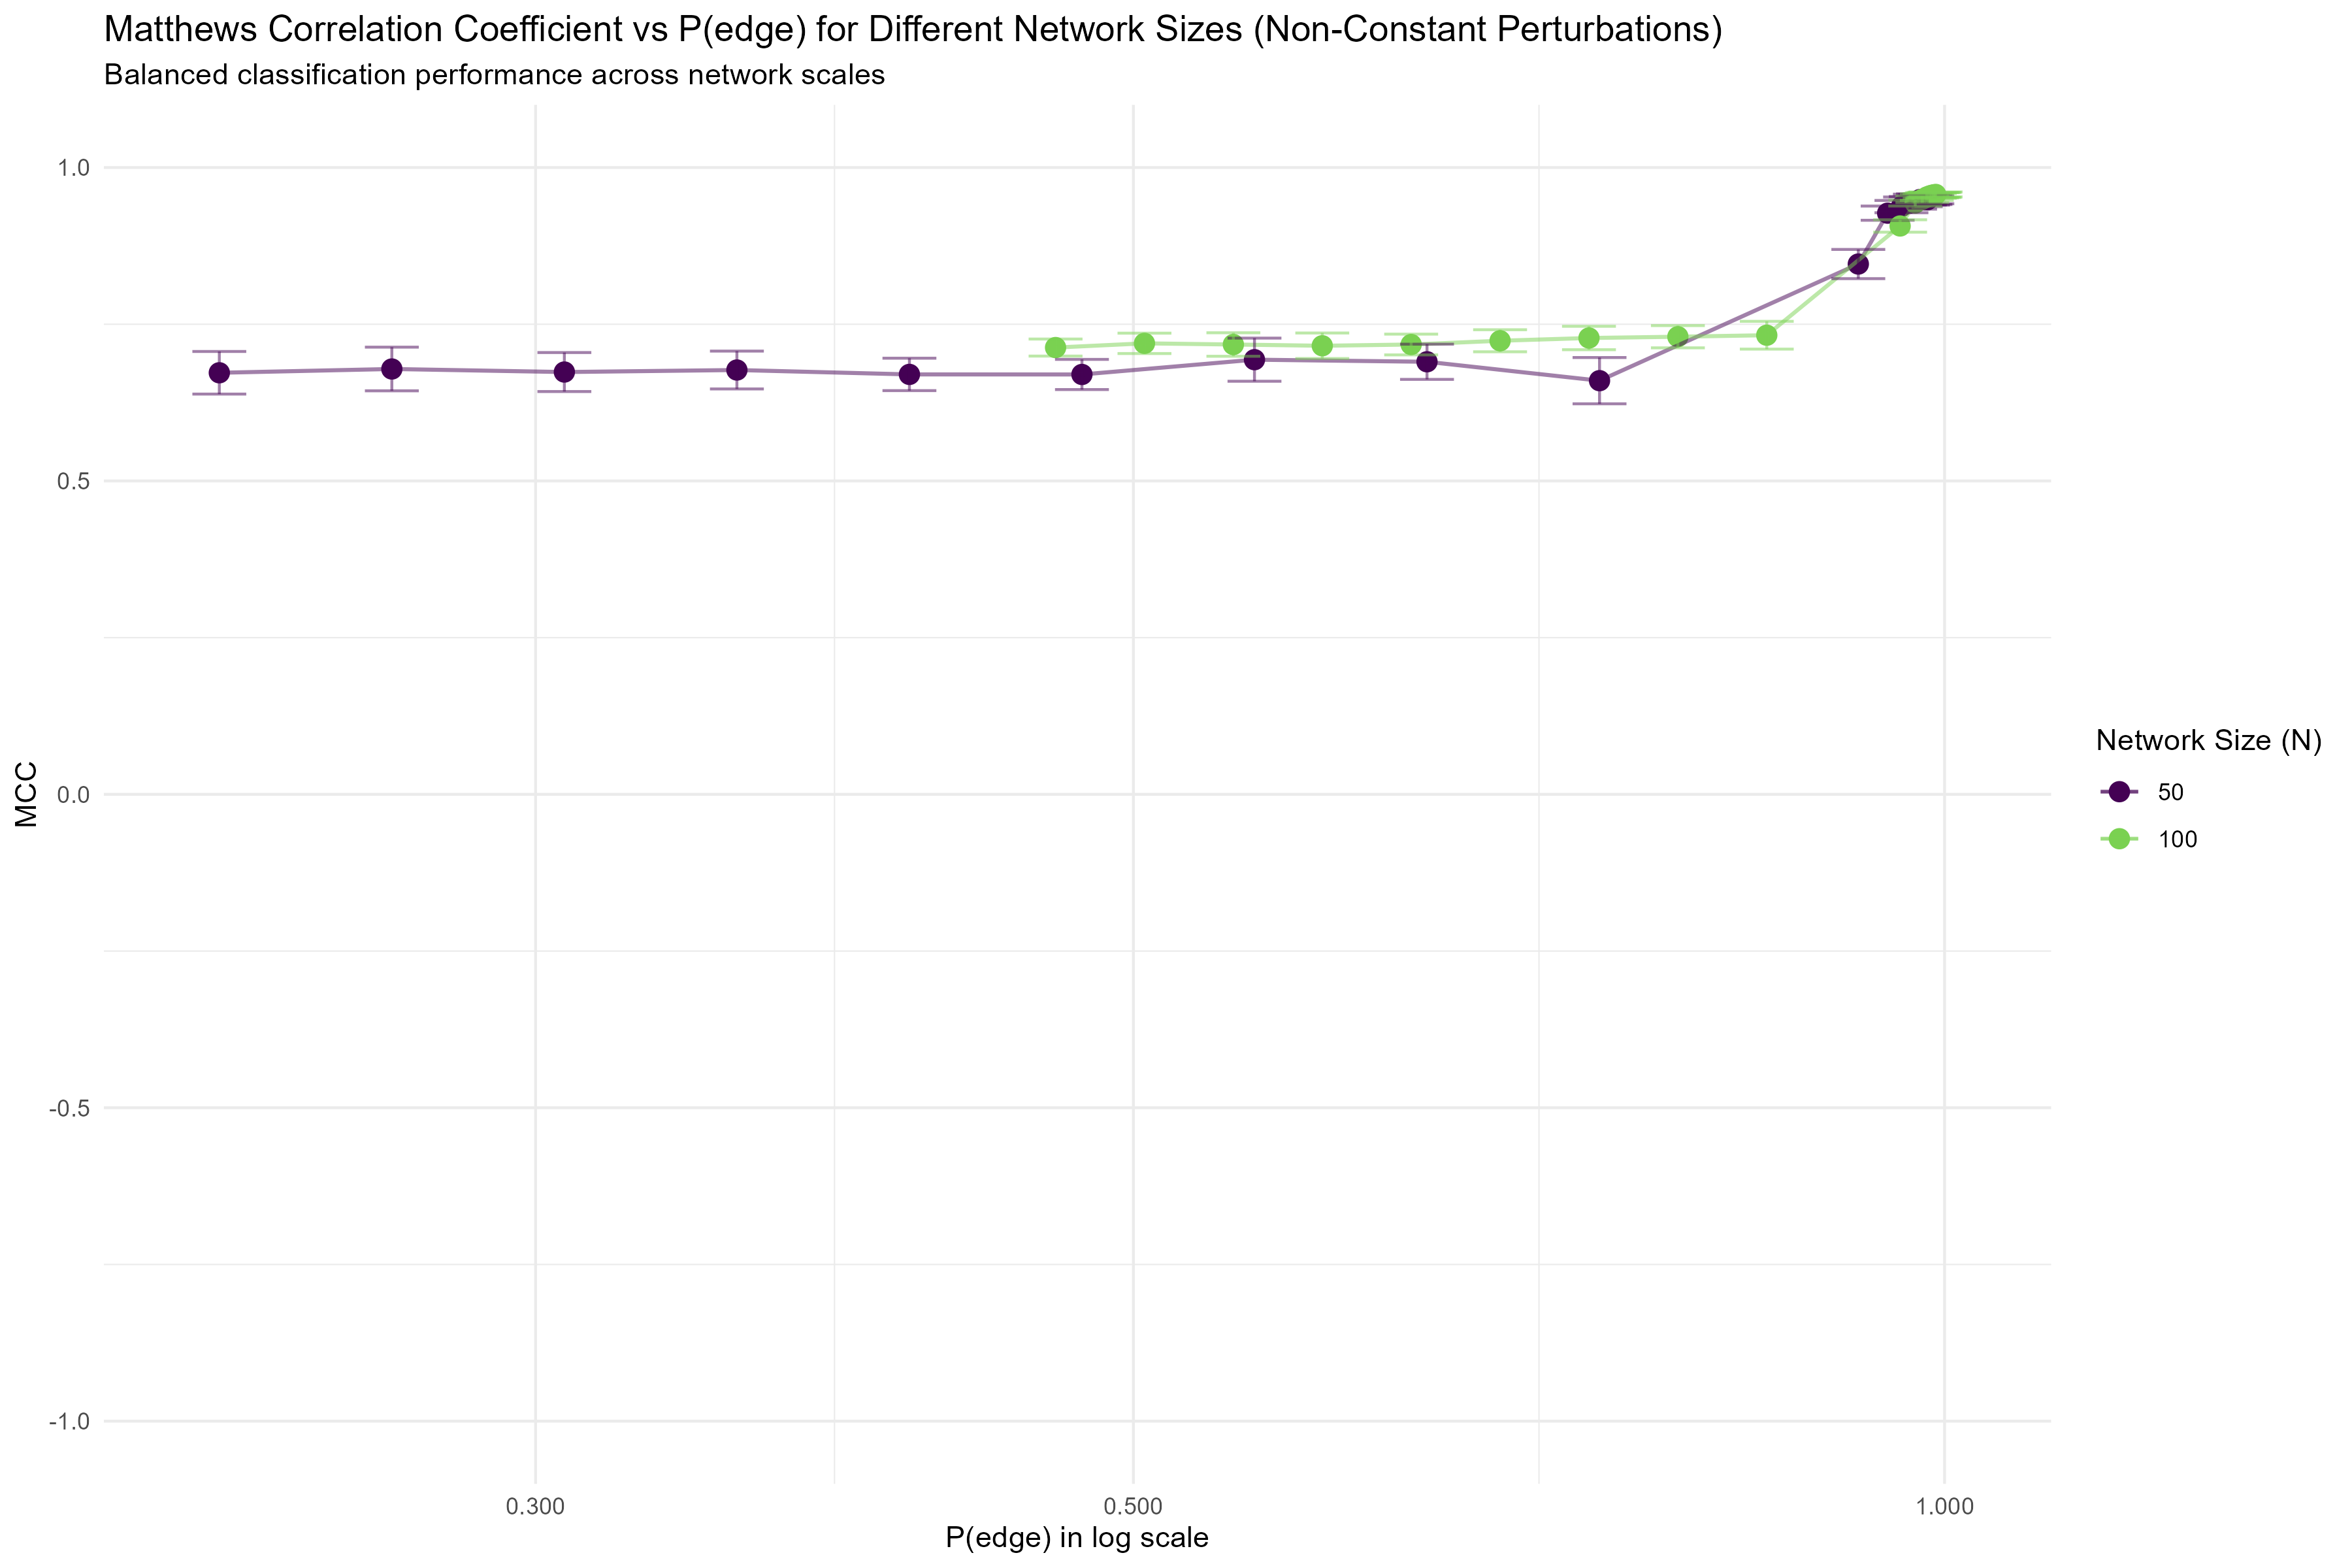 Matthews Correlation Coefficient vs P(edge) for Different Network Sizes (Non-Constant Perturbations)
Balanced classification performance across network scales
1.0
0.5
0.0
-0.5
-1.0
MCC
0.300
0.500
1.000
P(edge) in log scale
Network Size (N)
50
100